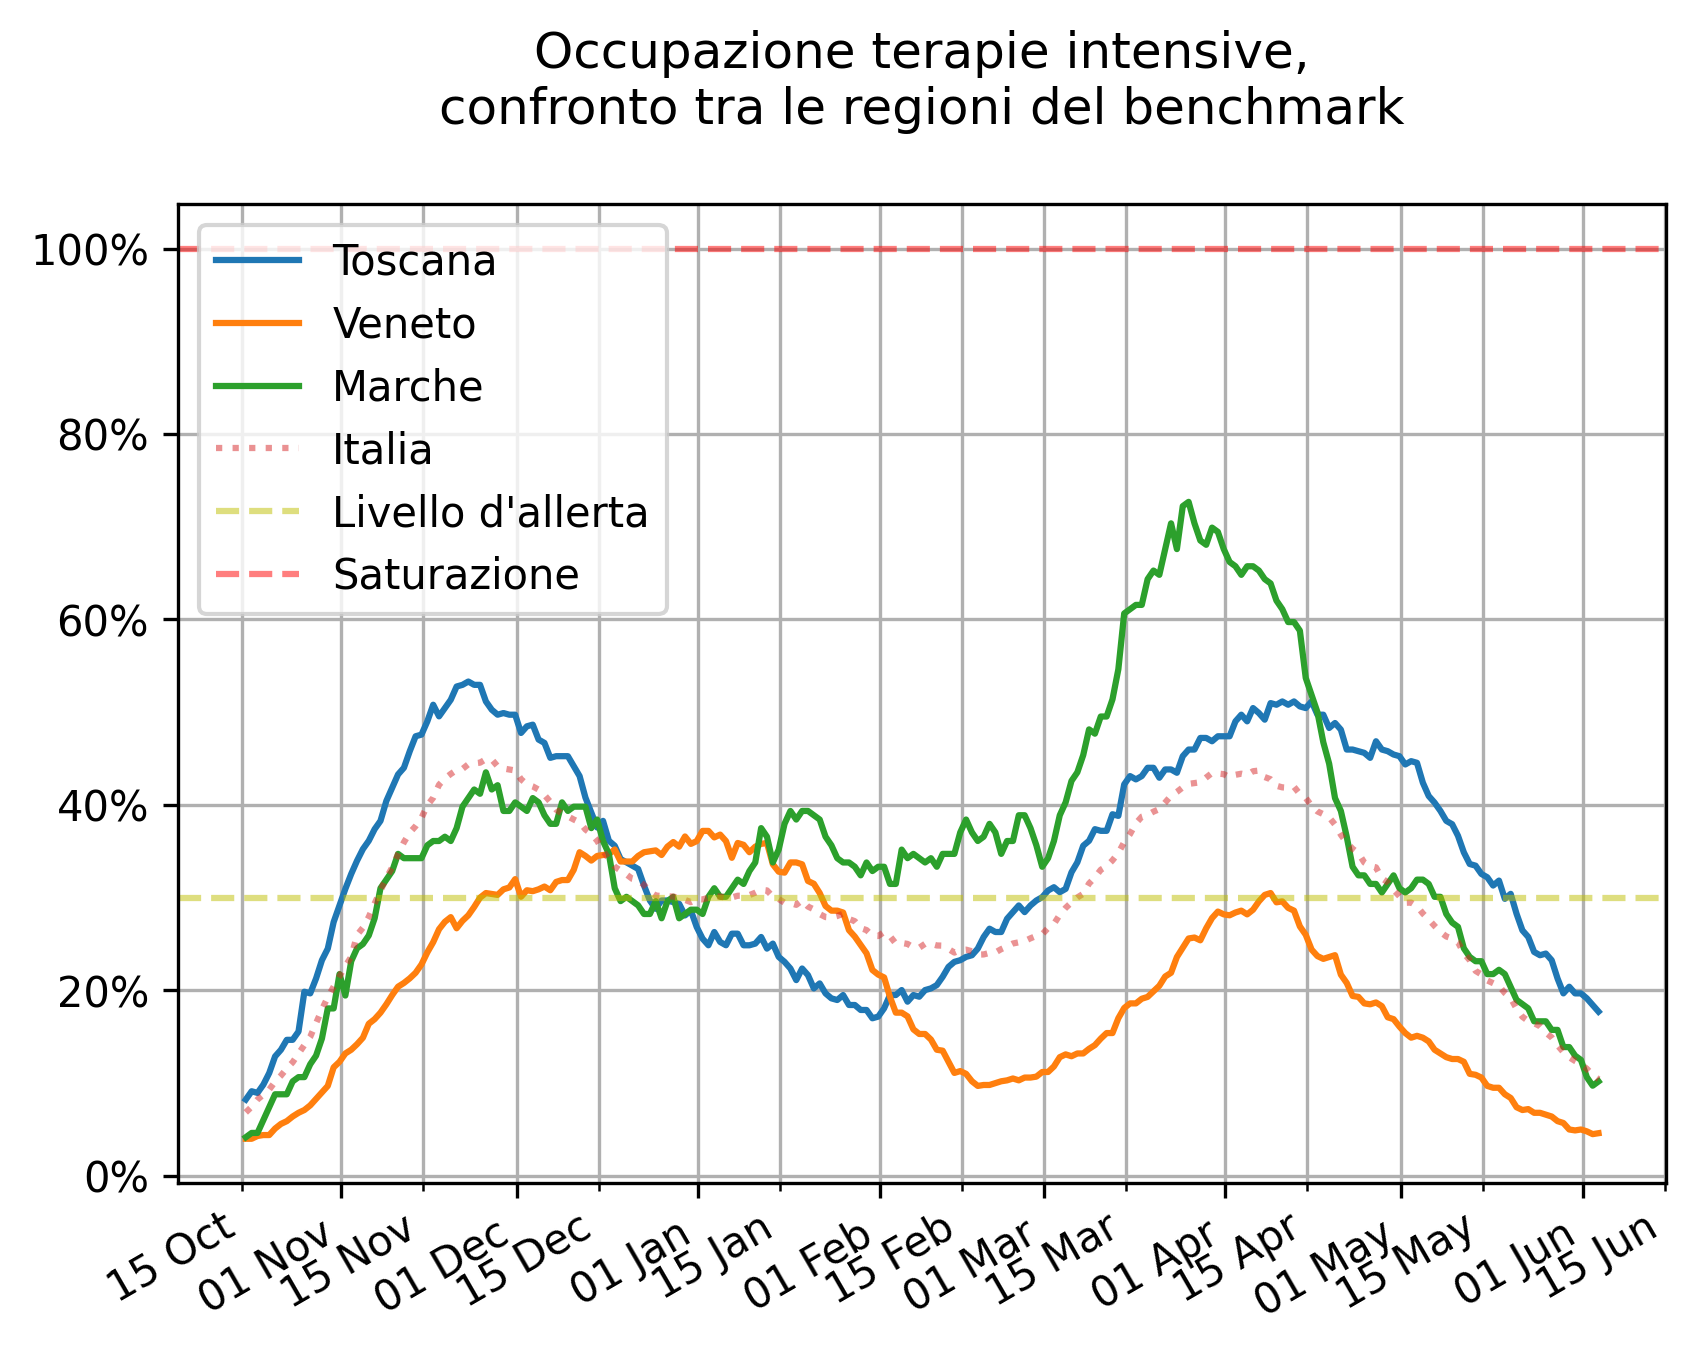 Occupazione terapie intensive,
confronto tra le regioni del benchmark
100%
80%
60%
40%
20%
0%
Toscana
Veneto
Marche
Italia
Livello d'allerta
Saturazione
15 Oct
01 Nov
15 Nov
01 Dec
15 Dec
01 Jan
15 Jan
01 Feb
15 Feb
01 Mar
15 Mar
01 Apr
15 Apr
01 May
15 May
01 Jun
15 Jun